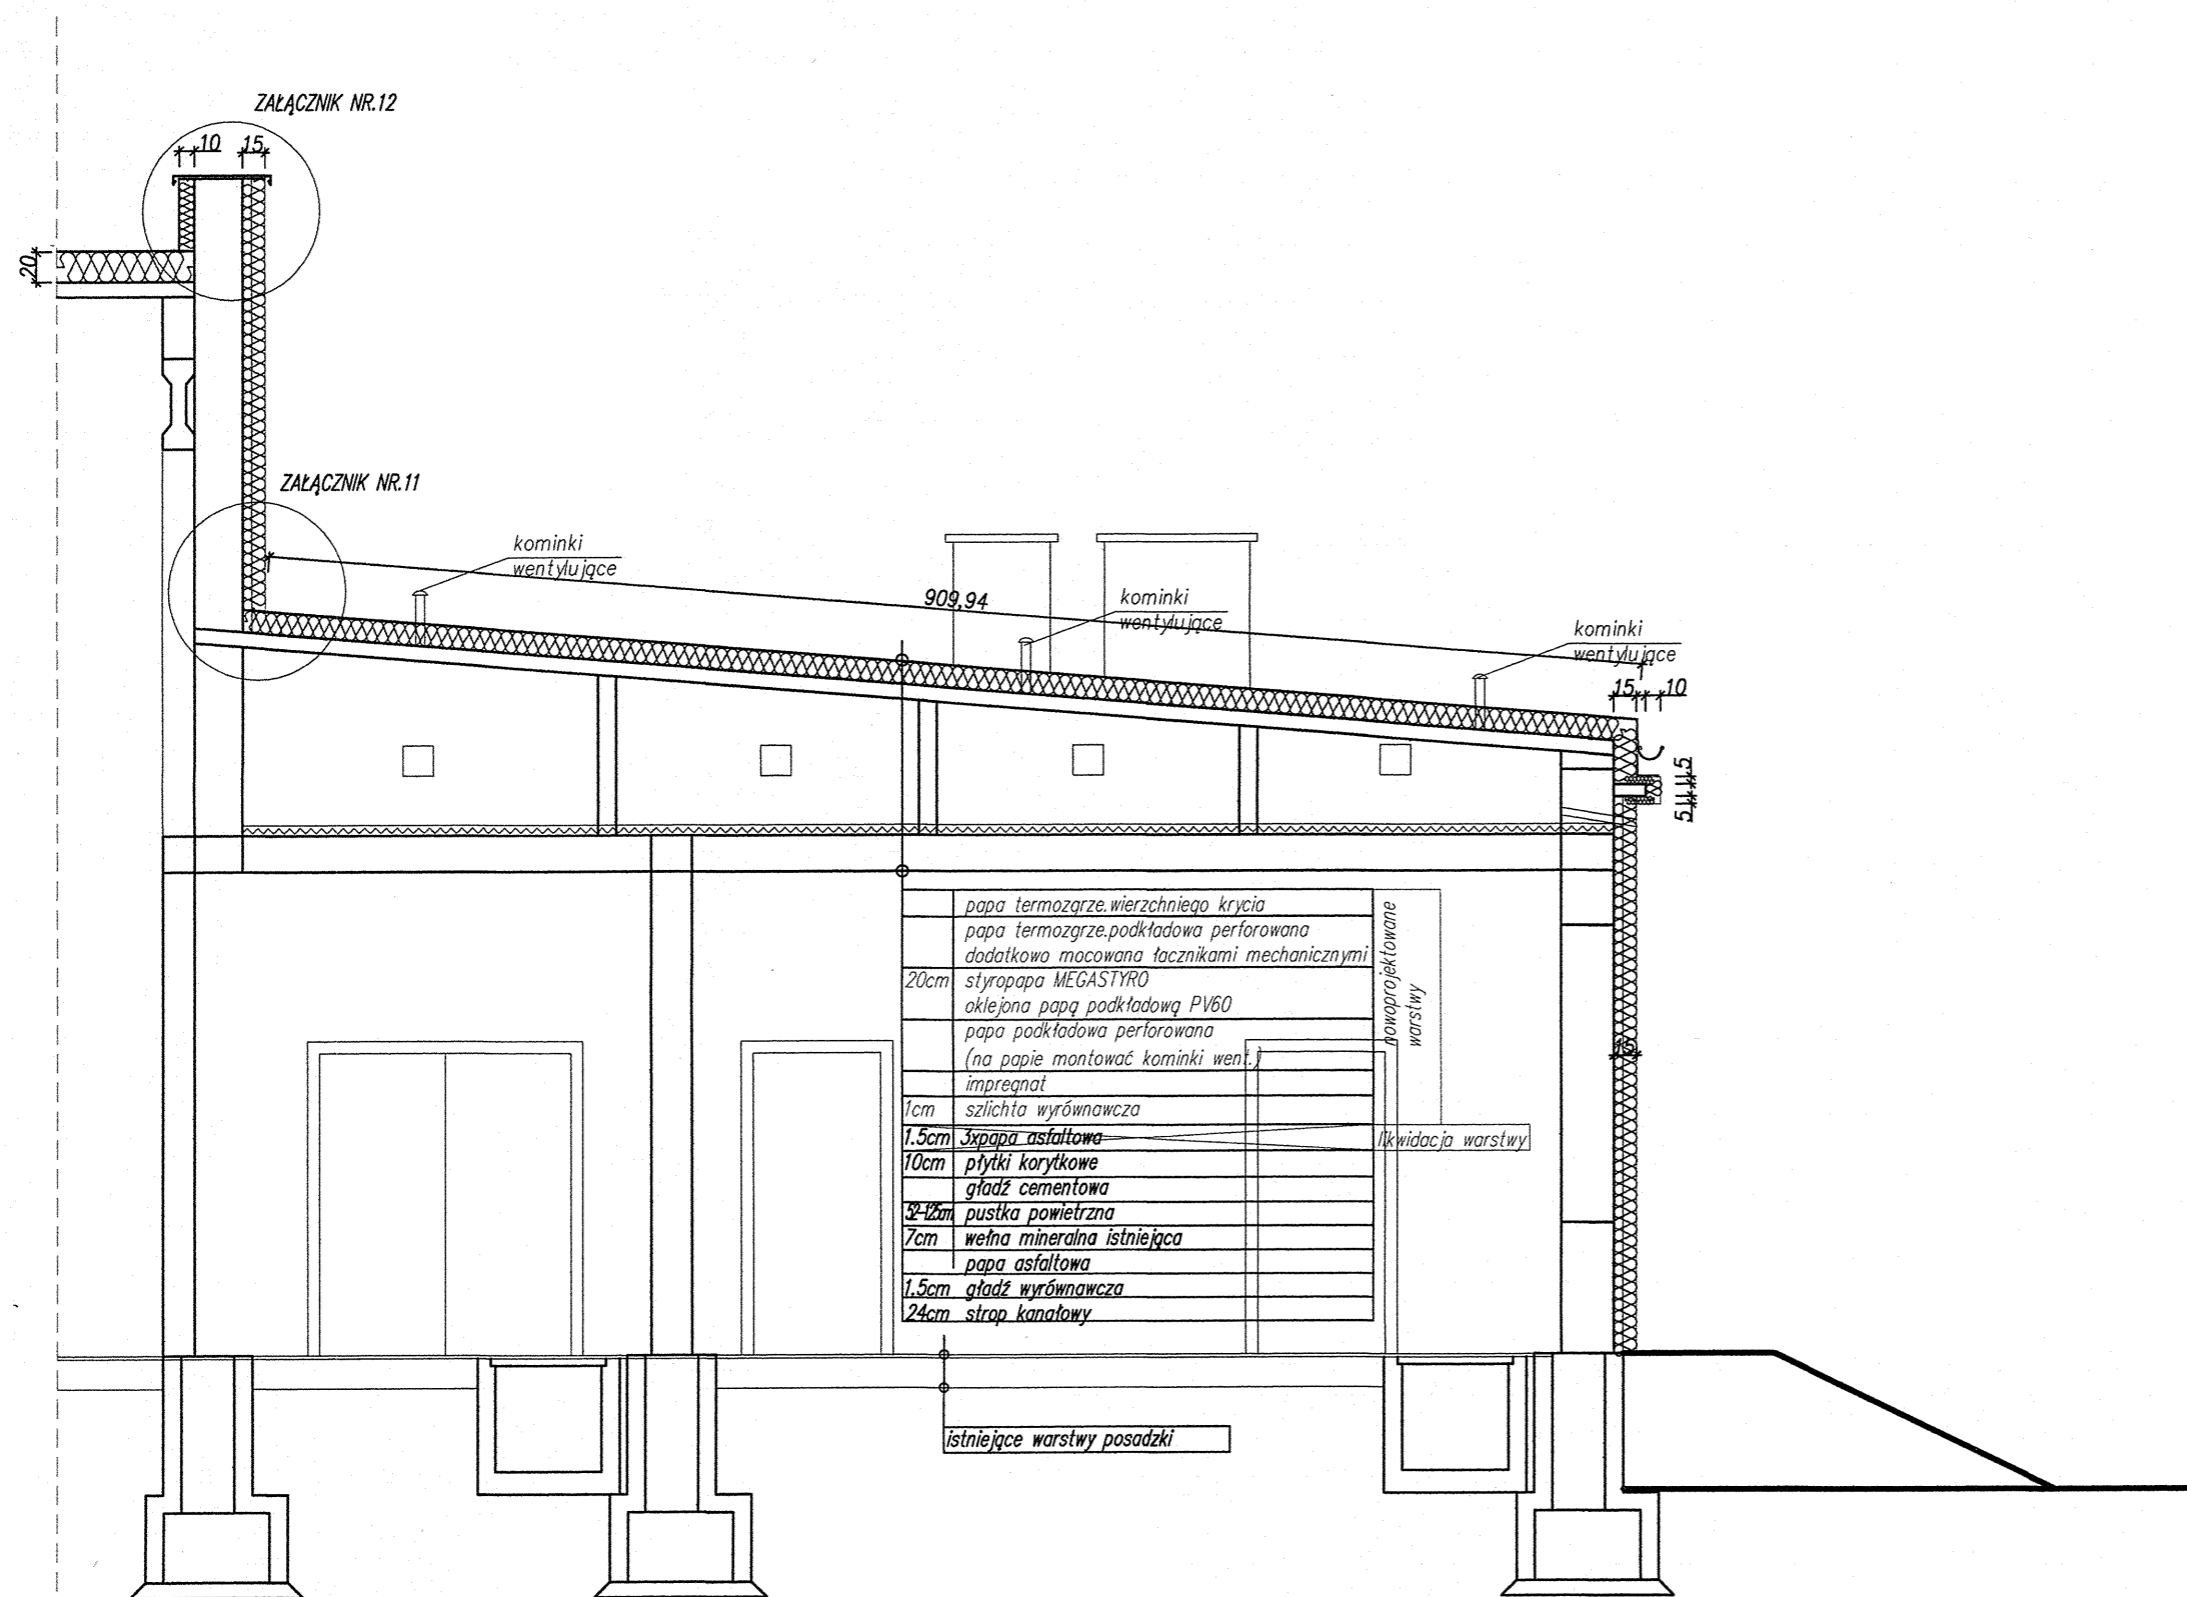 ZAŁĄCZNIK NR.12
10 15
20
ZAŁĄCZNIK NR.11
kominki
wentylujące
909,94
kominki
wentylujące
kominki
wentylujące
15 10
5 11 5
papa termozgrze.wierzchniego krycia
papa termozgrze.podkładowa perforowana
dodatkowo mocowana łacznikami mechanicznymi
20cm styropapa MEGASTYRO
oklejona papą podkładową PV60
papa podkładowa perforowana
(na papie montować kominki went.)
impregnat
1cm szlichta wyrównawcza
nowoprojektowane
warstwy
1.5cm 3xpapa asfaltowa
likwidacja warstwy
10cm płytki korytkowe
gładź cementowa
52-125cm pustka powietrzna
7cm wełna mineralna istniejąca
papa asfaltowa
1.5cm gładź wyrównawcza
24cm strop kanałowy
15
istniejące warstwy posadzki